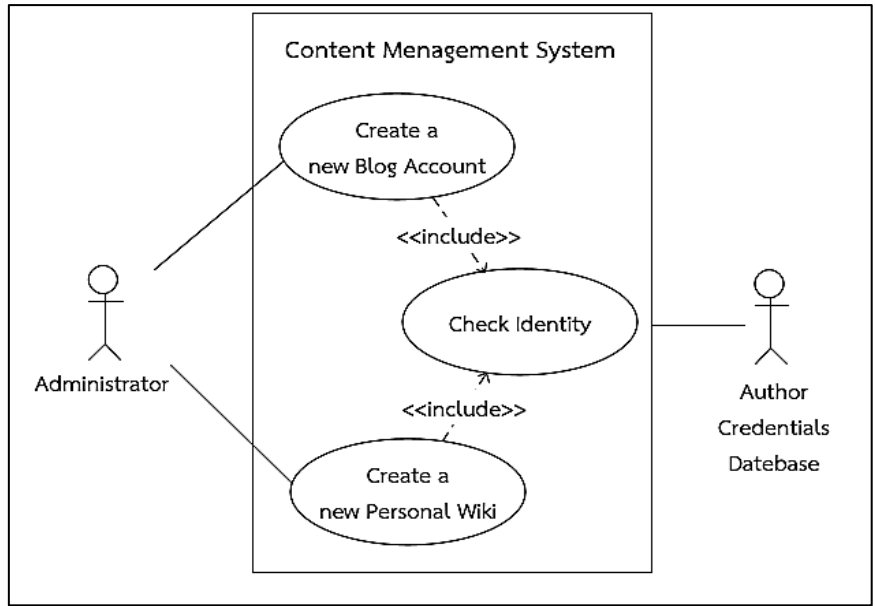 Content Menagement System
Create a
new Blog Account
<<include>>
Check Identity
Administrator
<<include>>
Author
Credentials
Datebase
Create a
new Personal Wiki